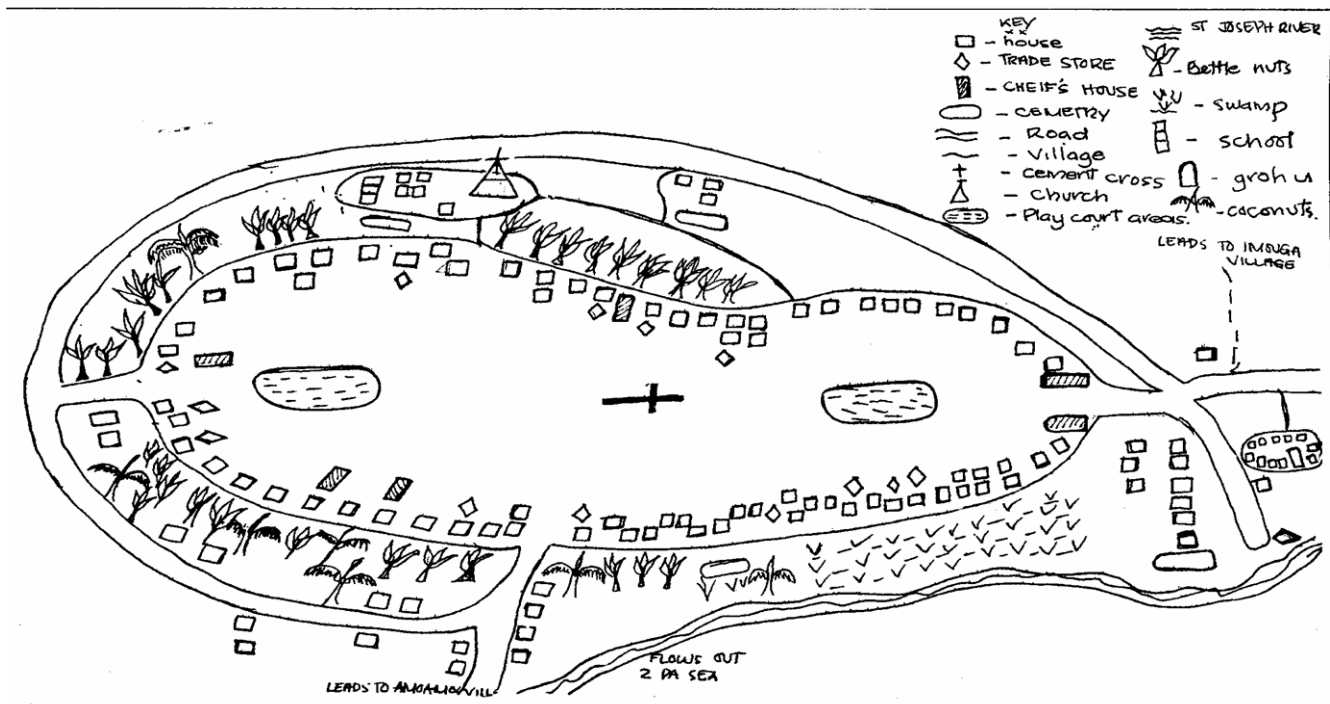 KEY
- house
- TRADE STORE
- CHEIF'S HOUSE
- CEMETRY
- Road
- Village
- cement cross
- Church
- Play court areas.
ST JOSEPH RIVER
- Bettle nuts
- swamp
- school
-coconuts.
LEADS TO INOUGA
VILLAGE
FLOWS OUT
2 PA SEA
LEADS TO